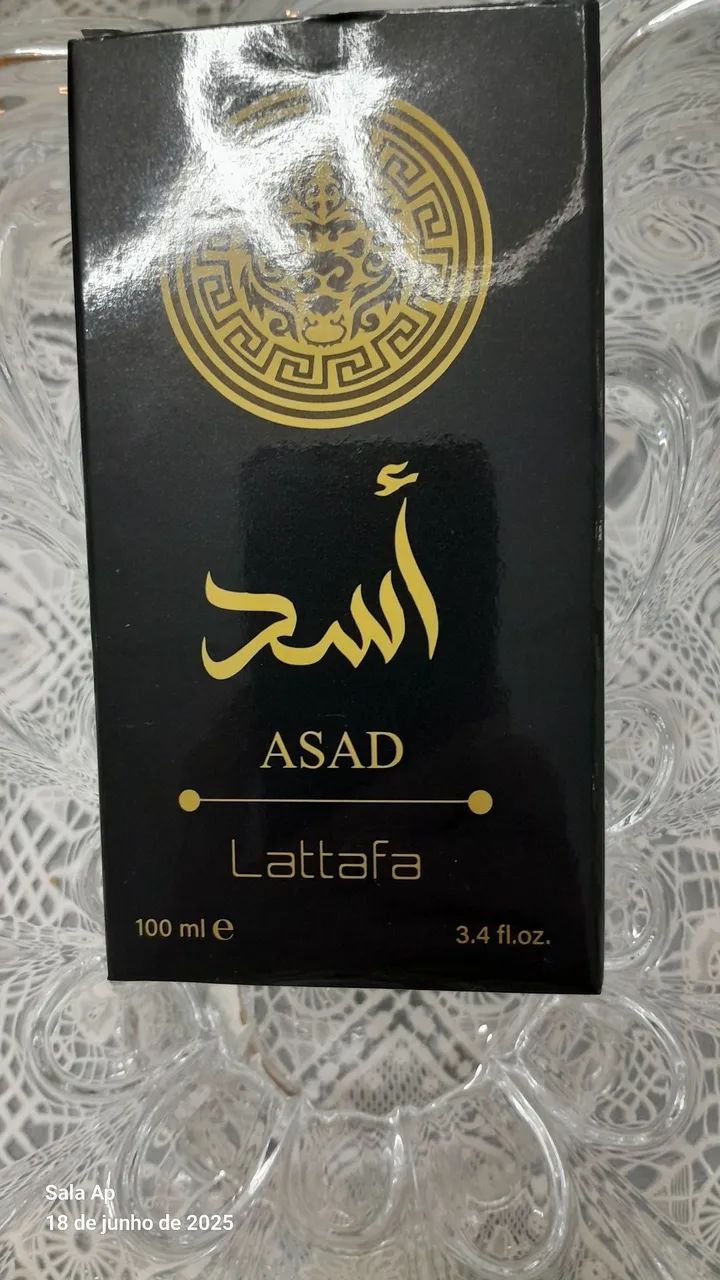 أسد
ASAD
Lattafa
100 ml ℮
3.4 fl.oz.
Sala Ap
18 de junho de 2025